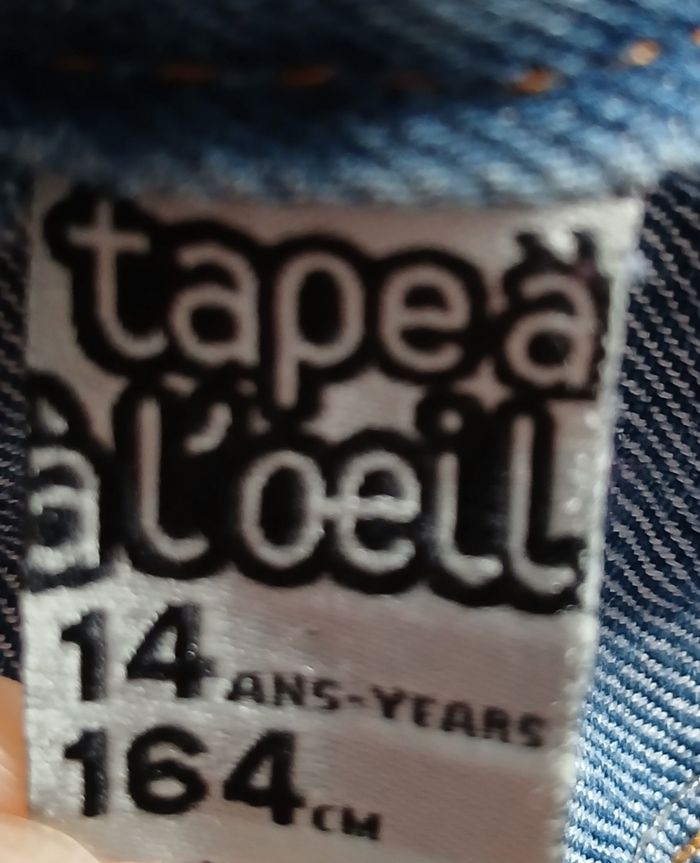 tape à
à l'oeil
14 ANS-YEARS
164 CM